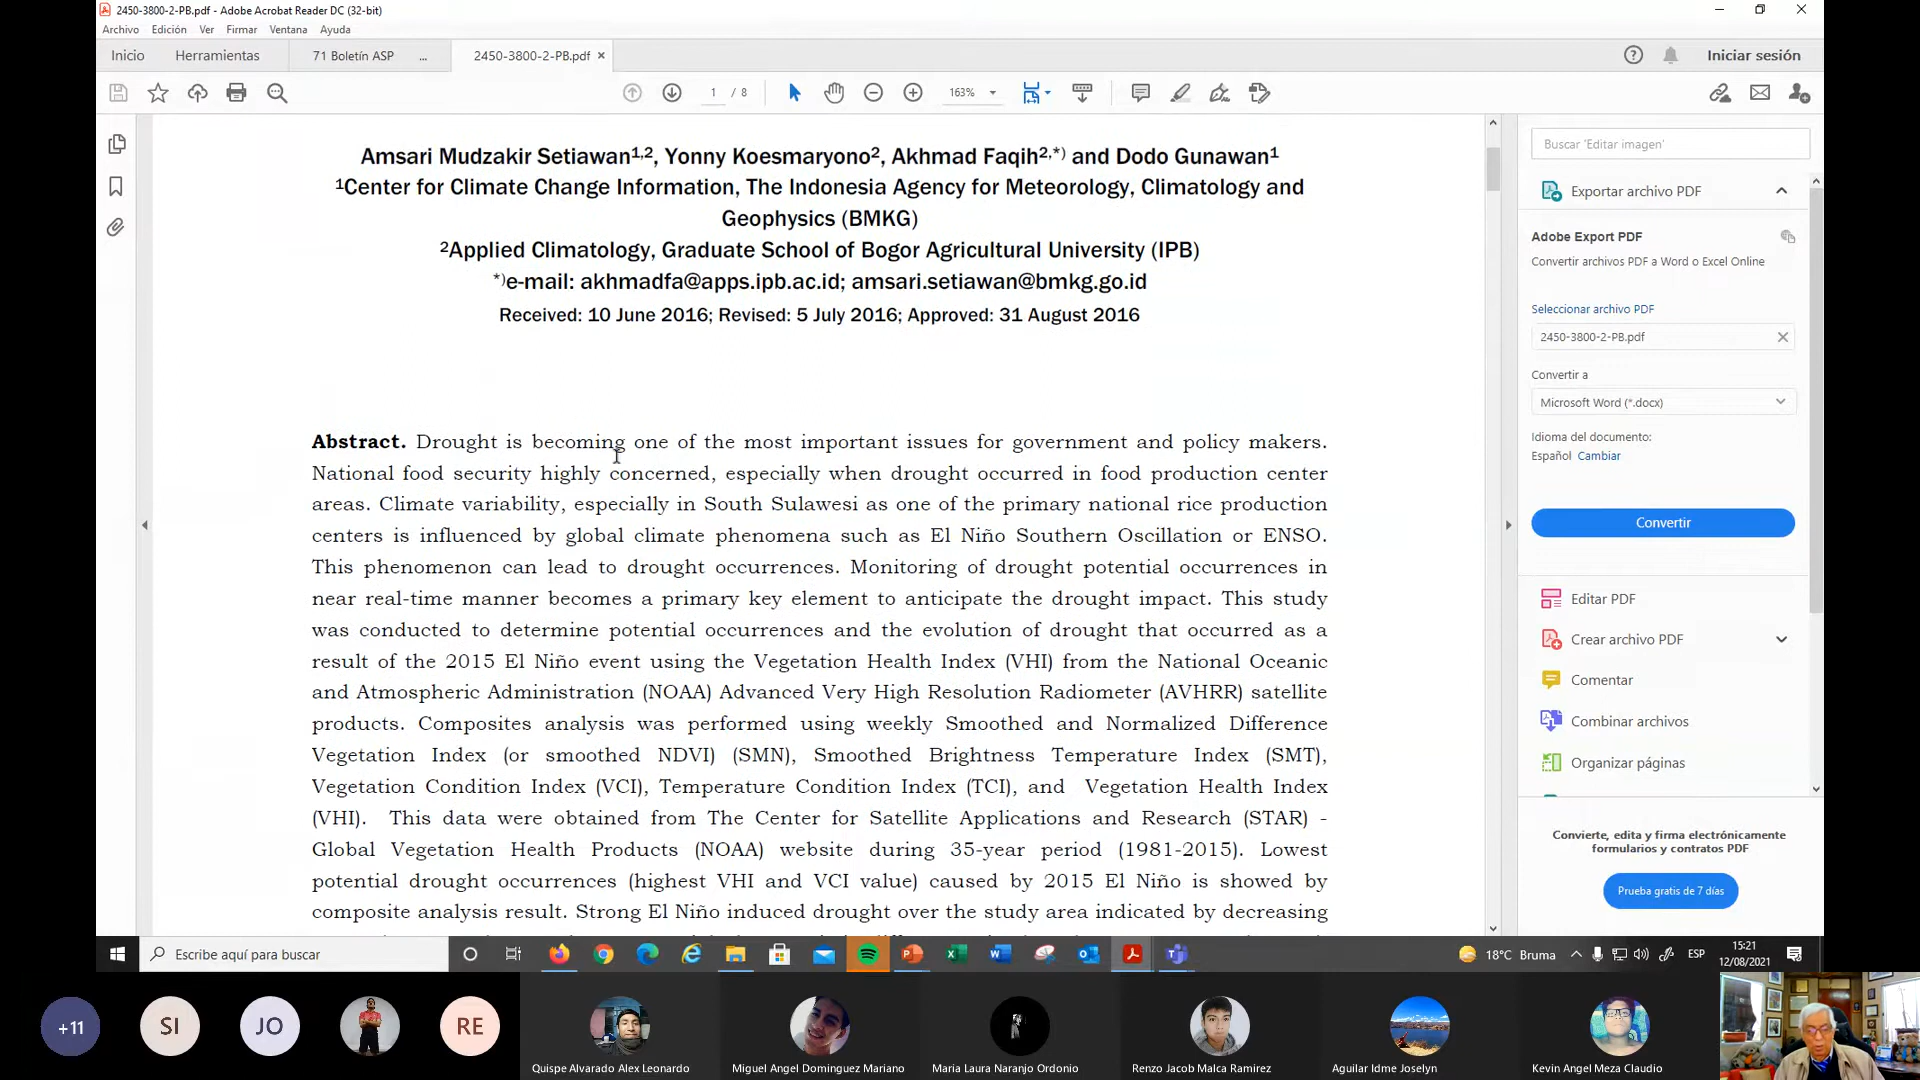 2450-3800-2-PB.pdf - Adobe Acrobat Reader DC (32-bit)
Archivo Edición Ver Firmar Ventana Ayuda
Inicio Herramientas 71 Boletín ASP ... 2450-3800-2-PB.pdf × Iniciar sesión
1 / 8 163%
Amsari Mudzakir Setiawan1,2, Yonny Koesmaryono2, Akhmad Faqih2,*) and Dodo Gunawan1
1Center for Climate Change Information, The Indonesia Agency for Meteorology, Climatology and
Geophysics (BMKG)
2Applied Climatology, Graduate School of Bogor Agricultural University (IPB)
*)e-mail: akhmadfa@apps.ipb.ac.id; amsari.setiawan@bmkg.go.id
Received: 10 June 2016; Revised: 5 July 2016; Approved: 31 August 2016
Abstract. Drought is becoming one of the most important issues for government and policy makers.
National food security highly concerned, especially when drought occurred in food production center
areas. Climate variability, especially in South Sulawesi as one of the primary national rice production
centers is influenced by global climate phenomena such as El Niño Southern Oscillation or ENSO.
This phenomenon can lead to drought occurrences. Monitoring of drought potential occurrences in
near real-time manner becomes a primary key element to anticipate the drought impact. This study
was conducted to determine potential occurrences and the evolution of drought that occurred as a
result of the 2015 El Niño event using the Vegetation Health Index (VHI) from the National Oceanic
and Atmospheric Administration (NOAA) Advanced Very High Resolution Radiometer (AVHRR) satellite
products. Composites analysis was performed using weekly Smoothed and Normalized Difference
Vegetation Index (or smoothed NDVI) (SMN), Smoothed Brightness Temperature Index (SMT),
Vegetation Condition Index (VCI), Temperature Condition Index (TCI), and Vegetation Health Index
(VHI). This data were obtained from The Center for Satellite Applications and Research (STAR) -
Global Vegetation Health Products (NOAA) website during 35-year period (1981-2015). Lowest
potential drought occurrences (highest VHI and VCI value) caused by 2015 El Niño is showed by
composite analysis result. Strong El Niño induced drought over the study area indicated by decreasing
Buscar 'Editar imagen'
Exportar archivo PDF
Adobe Export PDF
Convertir archivos PDF a Word o Excel Online
Seleccionar archivo PDF
2450-3800-2-PB.pdf
Convertir a
Microsoft Word (*.docx)
Idioma del documento:
Español Cambiar
Convertir
Editar PDF
Crear archivo PDF
Comentar
Combinar archivos
Organizar páginas
Convierte, edita y firma electrónicamente
formularios y contratos PDF
Prueba gratis de 7 días
Escribe aquí para buscar
18°C Bruma
ESP
15:21
12/08/2021
+11
SI
JO
RE
Quispe Alvarado Alex Leonardo
Miguel Angel Dominguez Mariano
Maria Laura Naranjo Ordonio
Renzo Jacob Malca Ramirez
Aguilar Idme Joselyn
Kevin Angel Meza Claudio